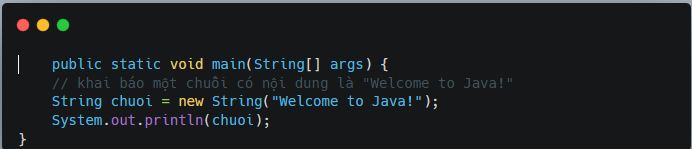 public static void main(String[] args) {
// khai báo một chuỗi có nội dung là "Welcome to Java!"
String chuoi = new String("Welcome to Java!");
System.out.println(chuoi);
}